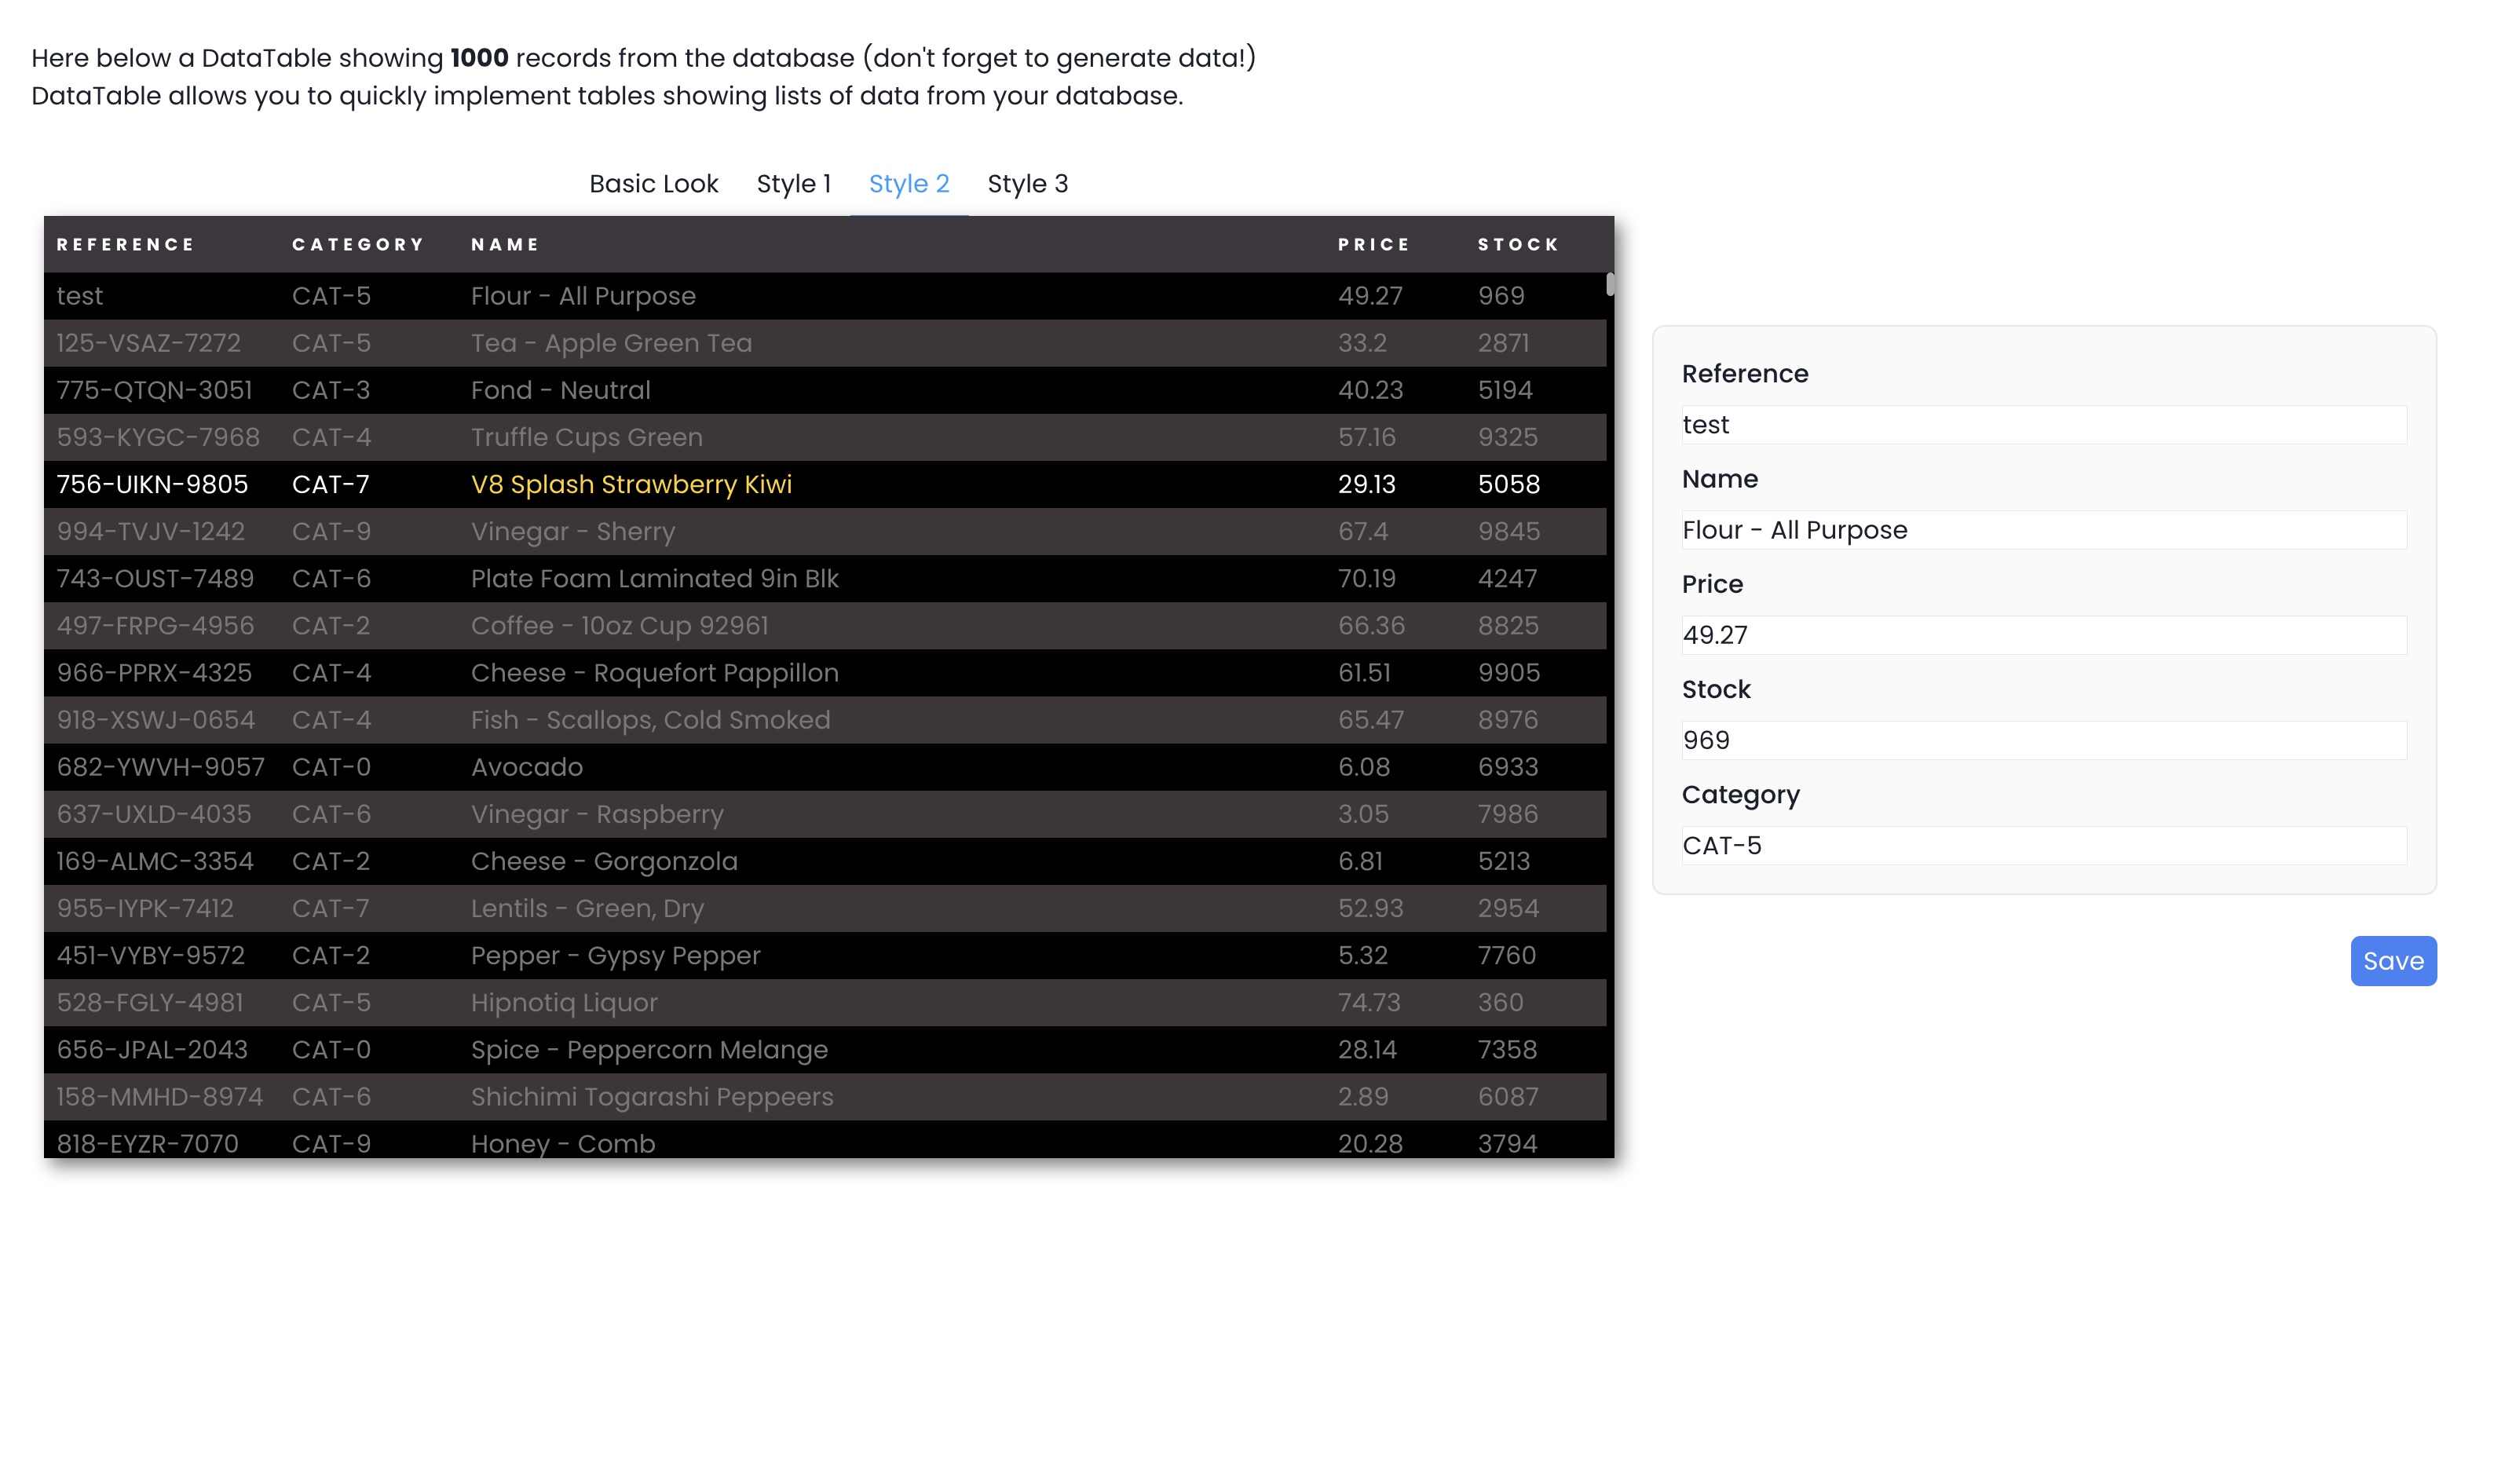 Here below a DataTable showing 1000 records from the database (don't forget to generate data!)
DataTable allows you to quickly implement tables showing lists of data from your database.
Basic Look Style 1 Style 2 Style 3
REFERENCE CATEGORY NAME PRICE STOCK
test CAT-5 Flour - All Purpose 49.27 969
125-VSAZ-7272 CAT-5 Tea - Apple Green Tea 33.2 2871
775-QTQN-3051 CAT-3 Fond - Neutral 40.23 5194
593-KYGC-7968 CAT-4 Truffle Cups Green 57.16 9325
756-UIKN-9805 CAT-7 V8 Splash Strawberry Kiwi 29.13 5058
994-TVJV-1242 CAT-9 Vinegar - Sherry 67.4 9845
743-OUST-7489 CAT-6 Plate Foam Laminated 9in Blk 70.19 4247
497-FRPG-4956 CAT-2 Coffee - 10oz Cup 92961 66.36 8825
966-PPRX-4325 CAT-4 Cheese - Roquefort Pappillon 61.51 9905
918-XSWJ-0654 CAT-4 Fish - Scallops, Cold Smoked 65.47 8976
682-YWVH-9057 CAT-0 Avocado 6.08 6933
637-UXLD-4035 CAT-6 Vinegar - Raspberry 3.05 7986
169-ALMC-3354 CAT-2 Cheese - Gorgonzola 6.81 5213
955-IYPK-7412 CAT-7 Lentils - Green, Dry 52.93 2954
451-VYBY-9572 CAT-2 Pepper - Gypsy Pepper 5.32 7760
528-FGLY-4981 CAT-5 Hipnotiq Liquor 74.73 360
656-JPAL-2043 CAT-0 Spice - Peppercorn Melange 28.14 7358
158-MMHD-8974 CAT-6 Shichimi Togarashi Peppeers 2.89 6087
818-EYZR-7070 CAT-9 Honey - Comb 20.28 3794
Reference
test
Name
Flour - All Purpose
Price
49.27
Stock
969
Category
CAT-5
Save